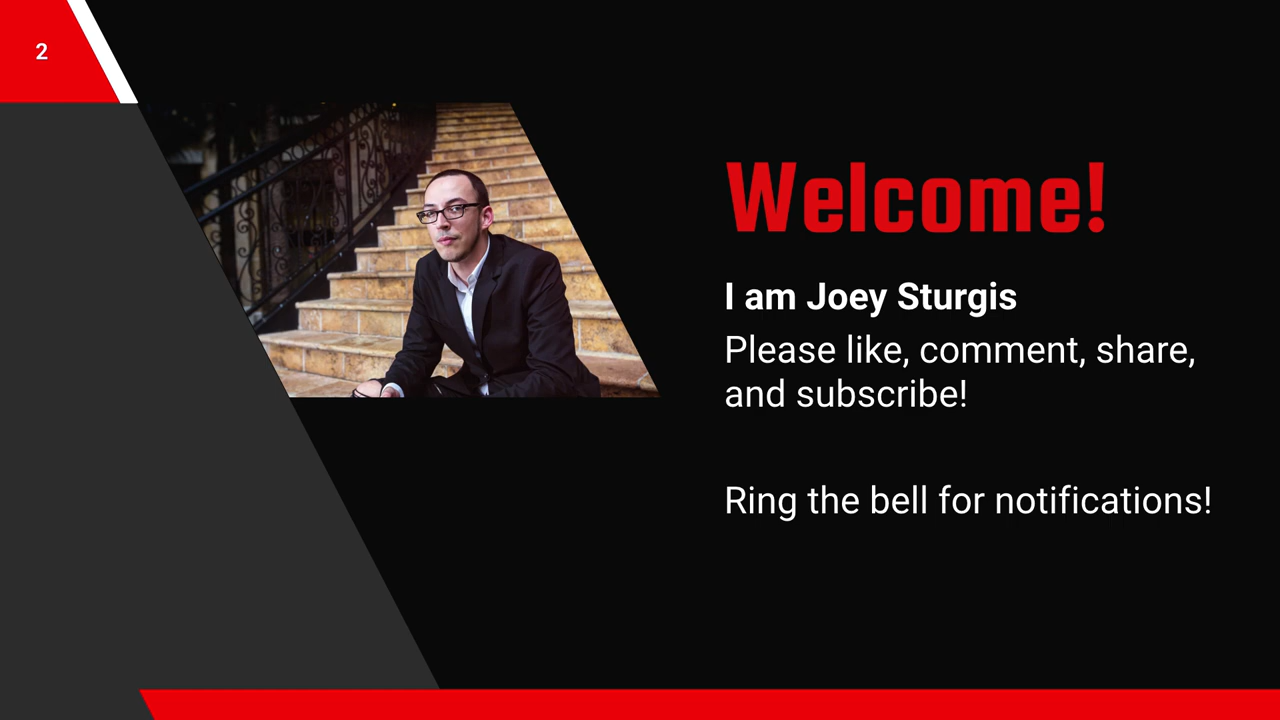 2
Welcome!
I am Joey Sturgis
Please like, comment, share,
and subscribe!
Ring the bell for notifications!